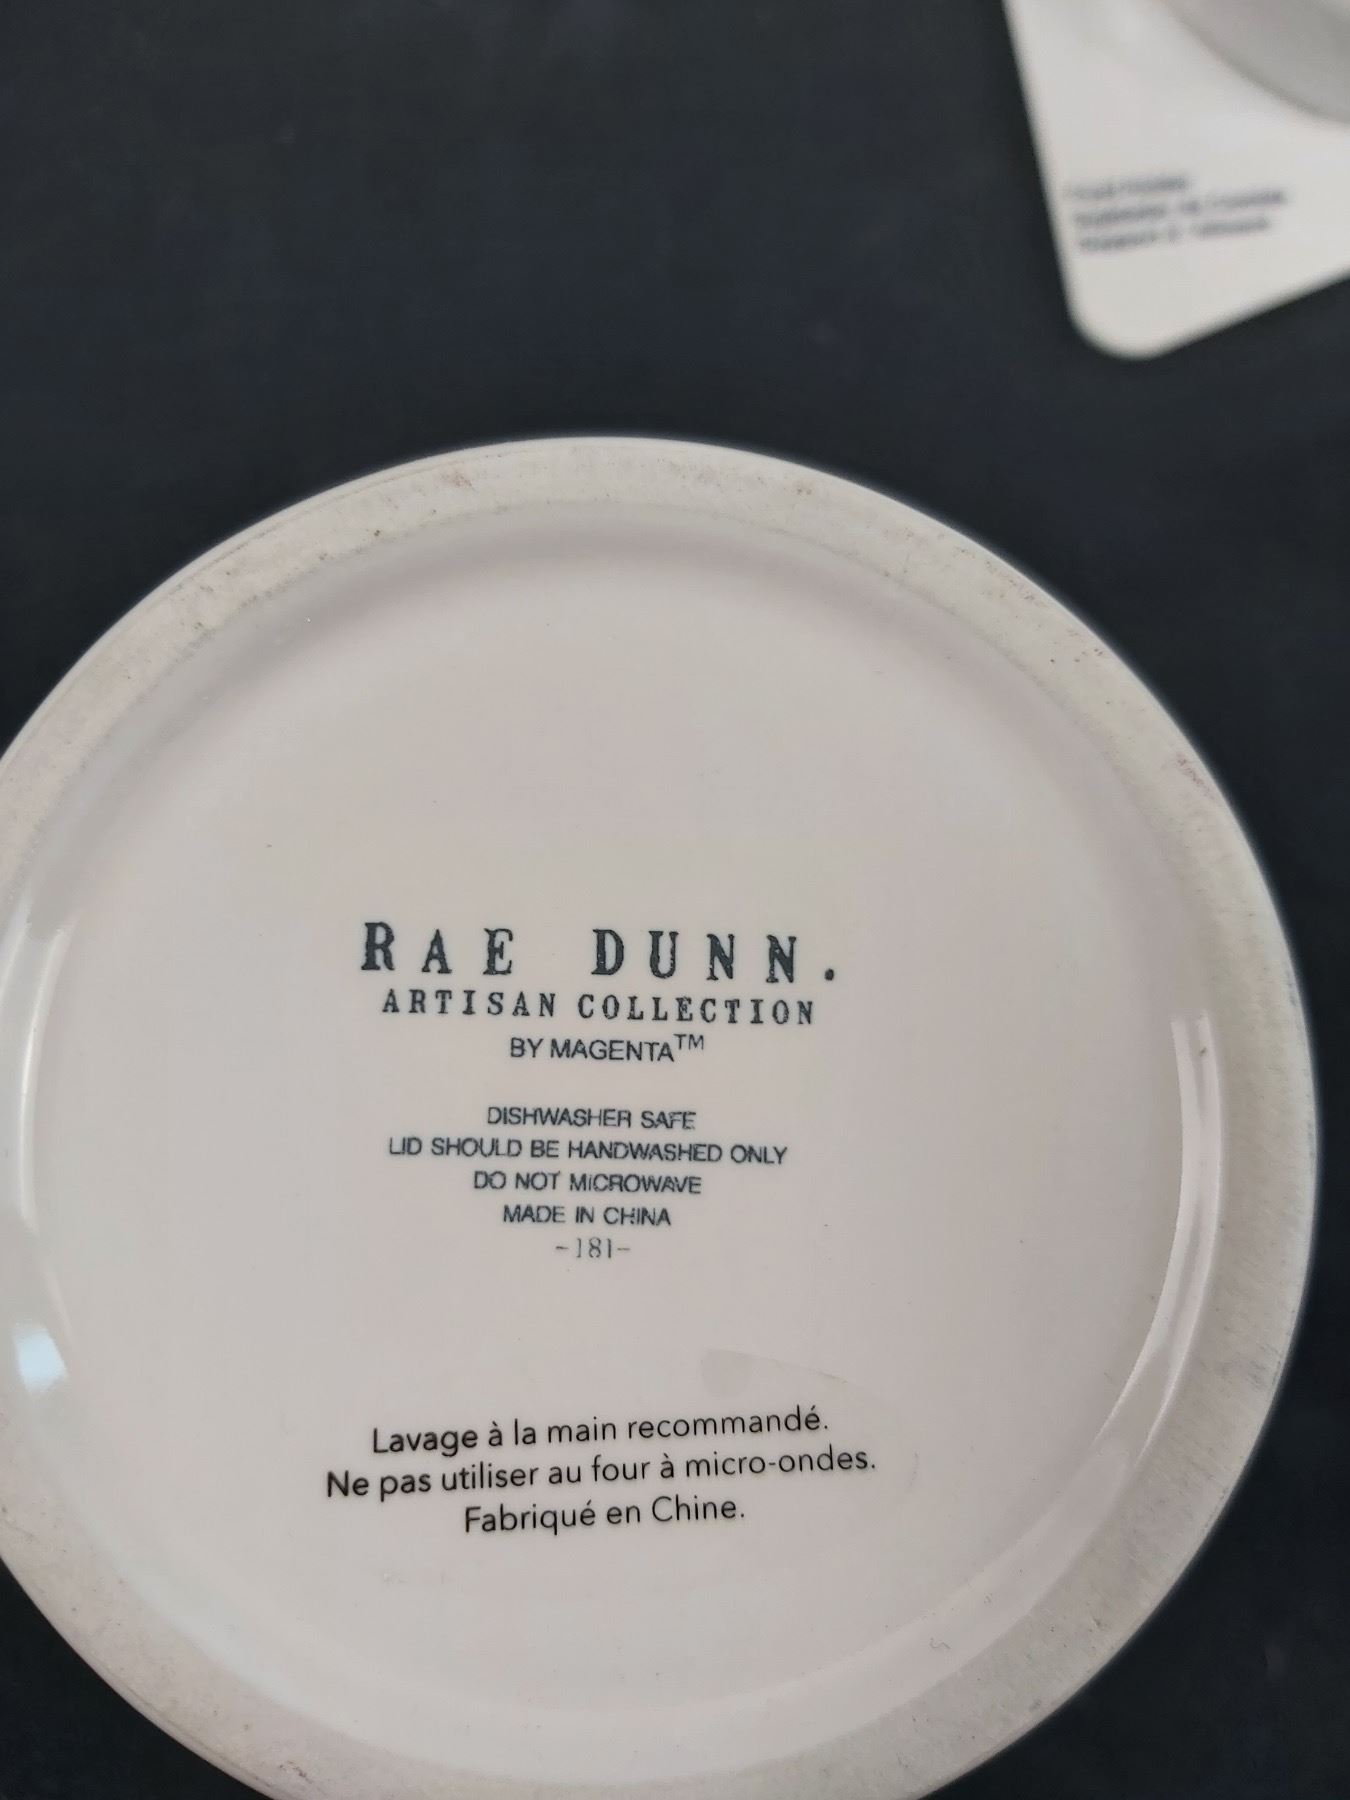 RAE DUNN.
ARTISAN COLLECTION
BY MAGENTA™
DISHWASHER SAFE
LID SHOULD BE HANDWASHED ONLY
DO NOT MICROWAVE
MADE IN CHINA
-181-
Lavage à la main recommandé.
Ne pas utiliser au four à micro-ondes.
Fabriqué en Chine.